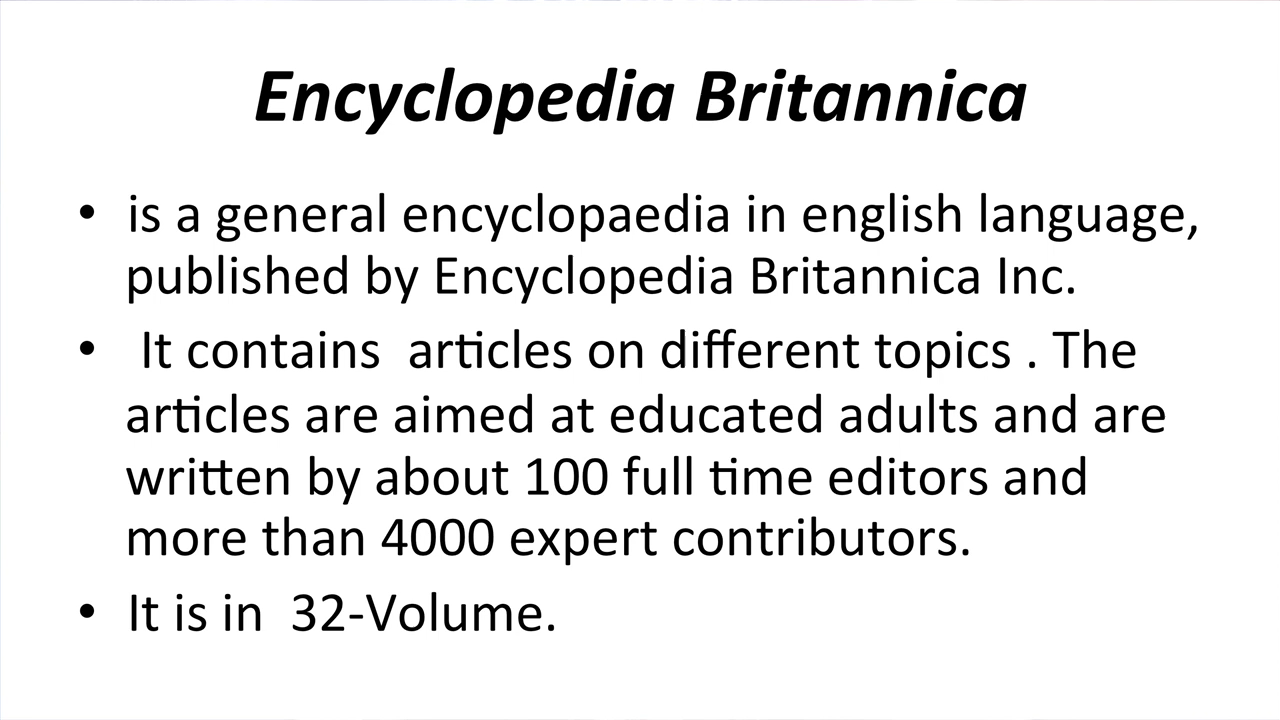 Encyclopedia Britannica
• is a general encyclopaedia in english language,
published by Encyclopedia Britannica Inc.
• It contains  articles on different topics . The
articles are aimed at educated adults and are
written by about 100 full time editors and
more than 4000 expert contributors.
• It is in  32-Volume.